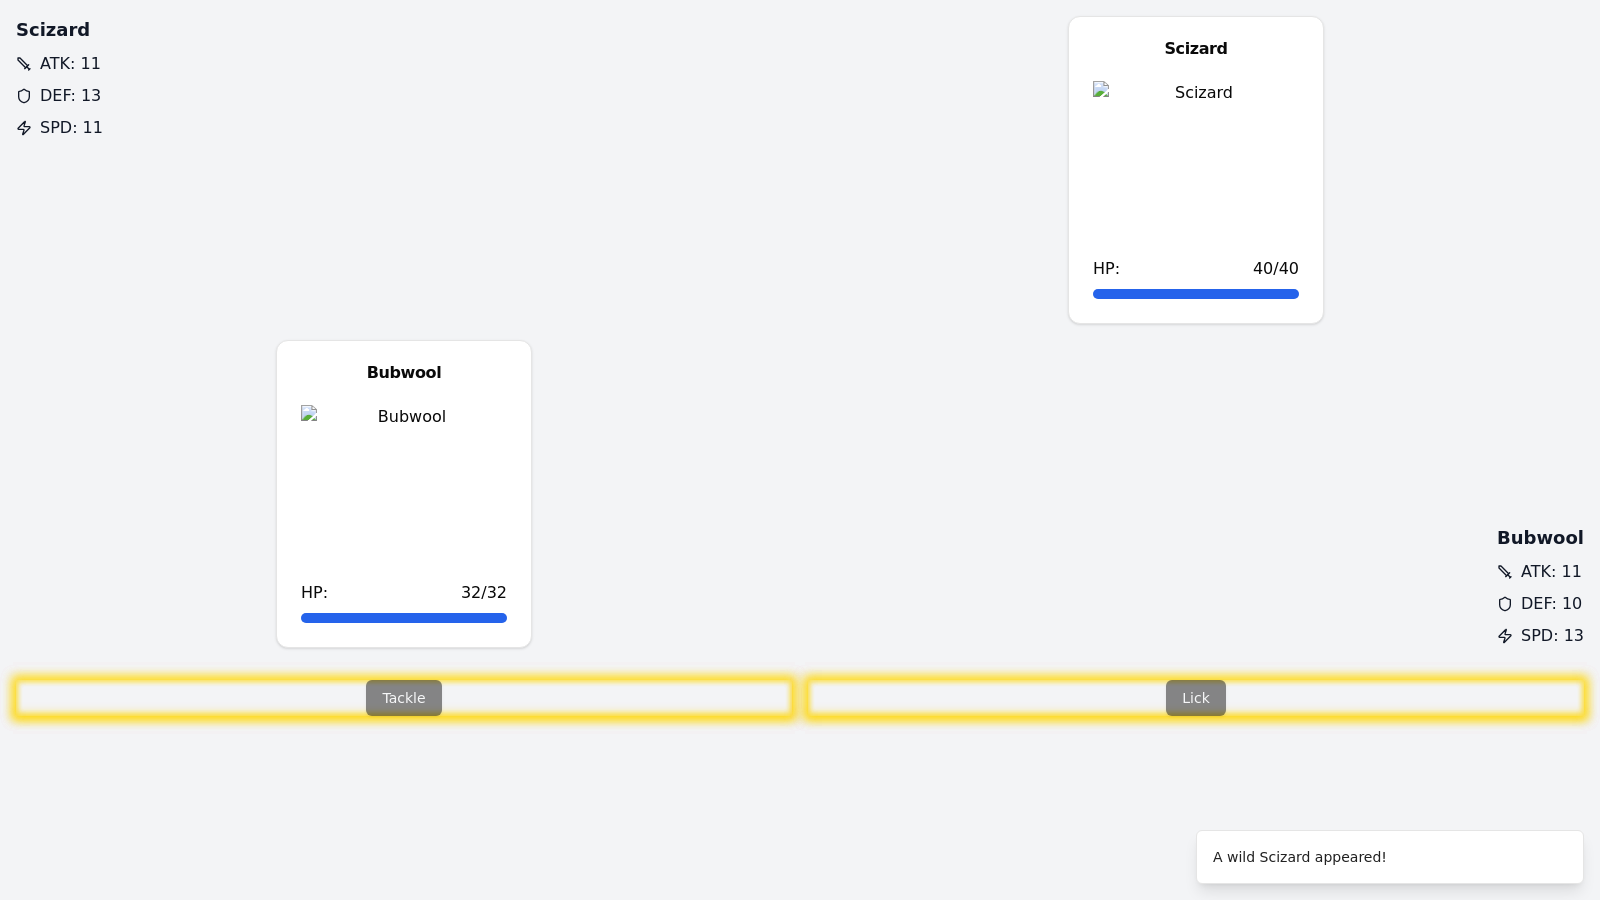 Scizard
ATK: 11
DEF: 13
SPD: 11
Scizard
Scizard
HP: 40/40
Bubwool
Bubwool
HP: 32/32
Bubwool
ATK: 11
DEF: 10
SPD: 13
Tackle
Lick
A wild Scizard appeared!